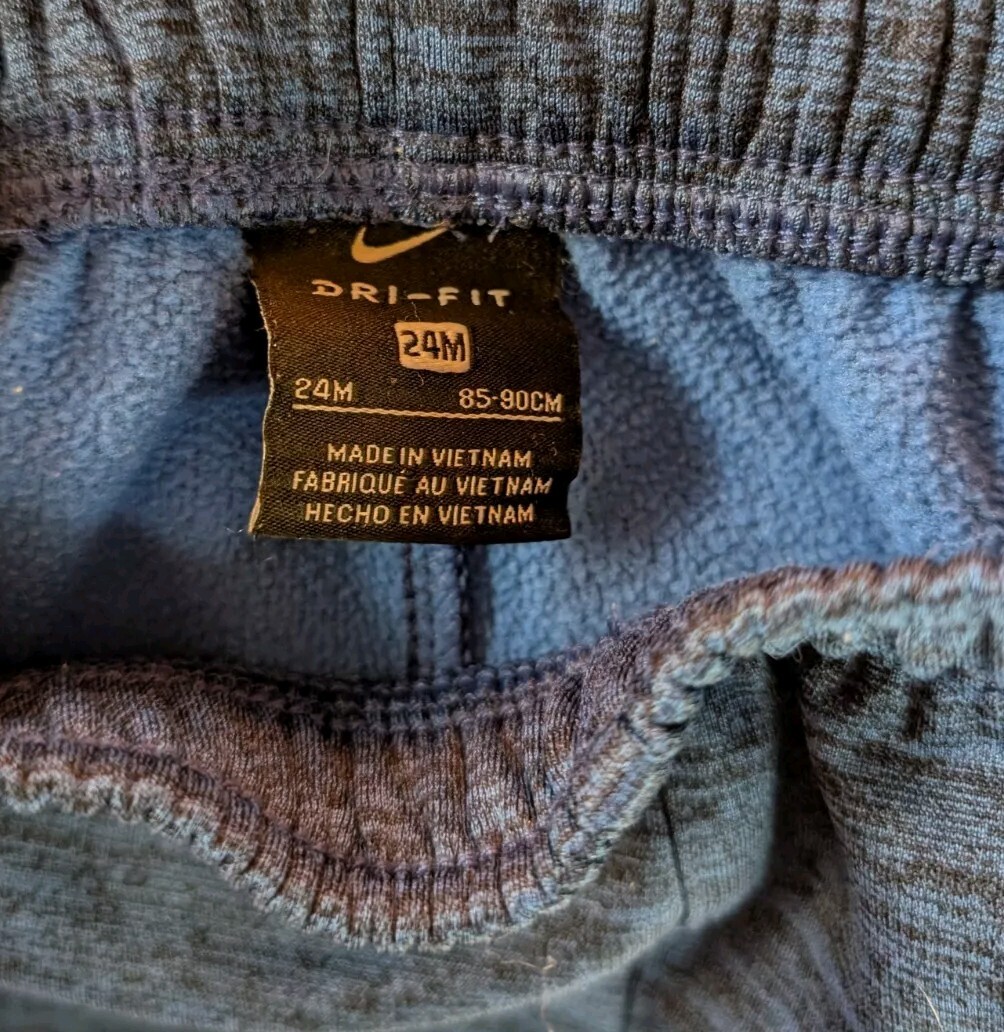 DRI-FIT
24M
24M 85-90CM
MADE IN VIETNAM
FABRIQUÉ AU VIETNAM
HECHO EN VIETNAM